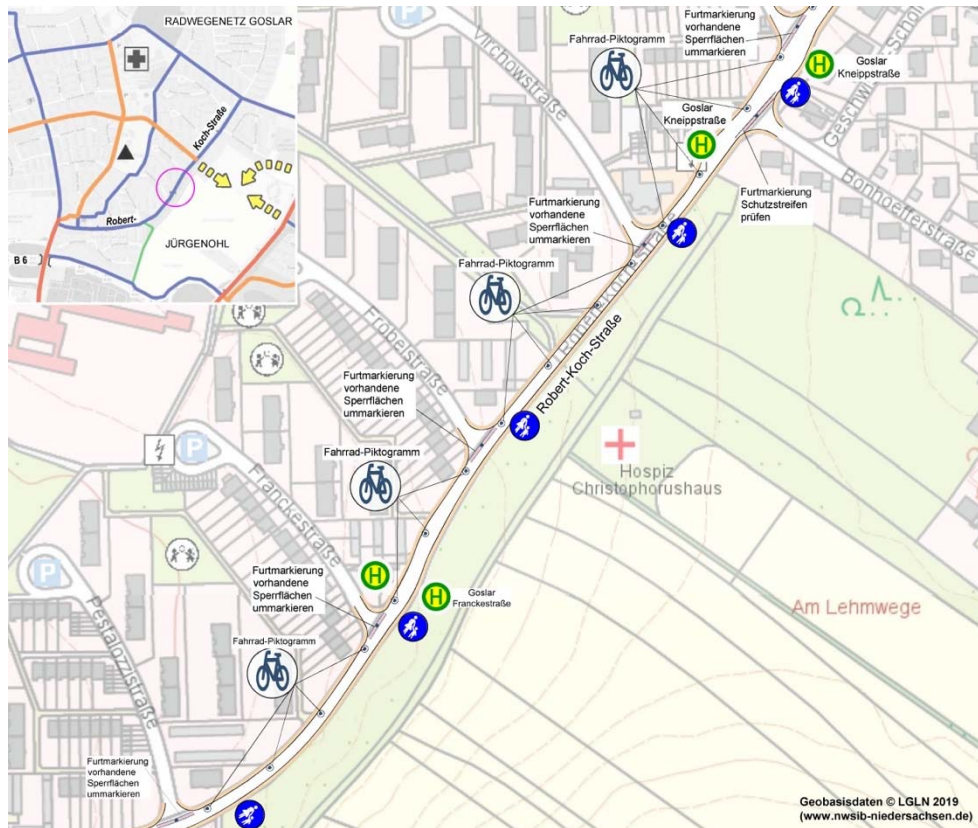 RADWEGENETZ GOSLAR
Koch-Straße
Robert-
JÜRGENOHL
B 6
Virchowstraße
Fahrrad-Piktogramm
Furtmarkierung
vorhandene
Sperrflächen
ummarkieren
H
Goslar
Kneippstraße
Goslar
Kneippstraße
H
Bonhoefferstraße
Furtmarkierung
Schutzstreifen
prüfen
Furtmarkierung
vorhandene
Sperrflächen
ummarkieren
Fahrrad-Piktogramm
Robert-Koch-Straße
Fröbelstraße
Furtmarkierung
vorhandene
Sperrflächen
ummarkieren
Fahrrad-Piktogramm
Hospiz
Christophorushaus
P
P
P
Franckestraße
H
H
Goslar
Franckestraße
Furtmarkierung
vorhandene
Sperrflächen
ummarkieren
Am Lehmwege
Fahrrad-Piktogramm
Pestalozzistraße
Furtmarkierung
vorhandene
Sperrflächen
ummarkieren
Geobasisdaten © LGLN 2019
(www.nwsib-niedersachsen.de)